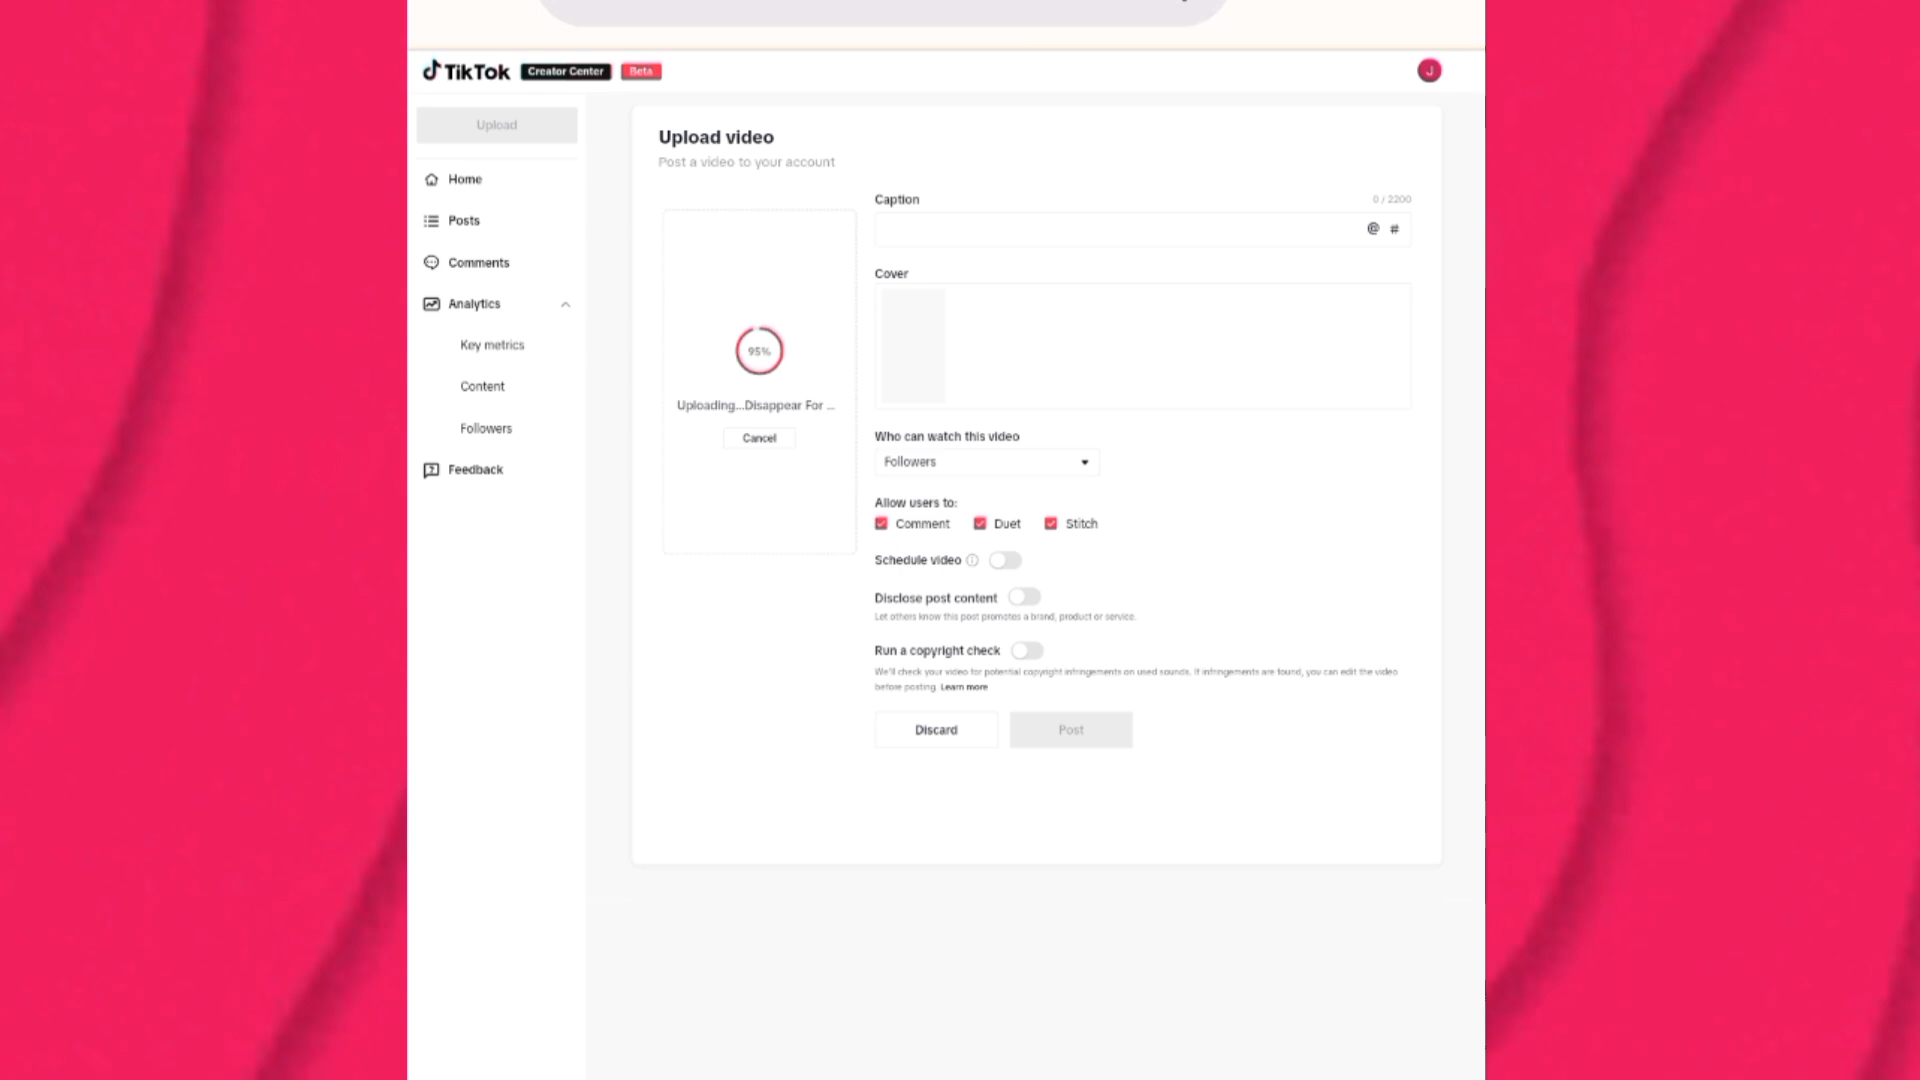 TikTok Creator Center Beta
J
Upload
Home
Posts
Comments
Analytics
Key metrics
Content
Followers
Feedback
Upload video
Post a video to your account
95%
Uploading...Disappear For ...
Cancel
Caption 0 / 2200
@ #
Cover
Who can watch this video
Followers
Allow users to:
Comment Duet Stitch
Schedule video
Disclose post content
Let others know this post promotes a brand, product or service.
Run a copyright check
We'll check your video for potential copyright infringements on used sounds. If infringements are found, you can edit the video
before posting. Learn more
Discard Post